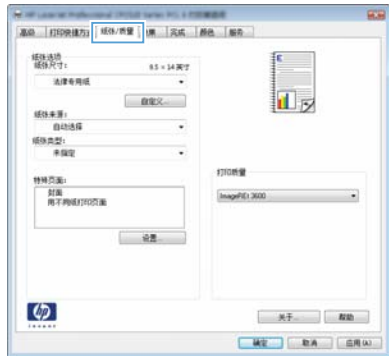 高级
打印快捷方式
纸张/质量
效果
完成
颜色
服务
纸张选项
纸张尺寸:
8.5 × 14 英寸
法律专用纸
自定义...
纸张来源:
自动选择
纸张类型:
未指定
特殊页面:
封面
用不同纸打印页面
设置...
打印质量
ImageREt 3600
hp
invent
关于...
帮助
确定
取消
应用(A)